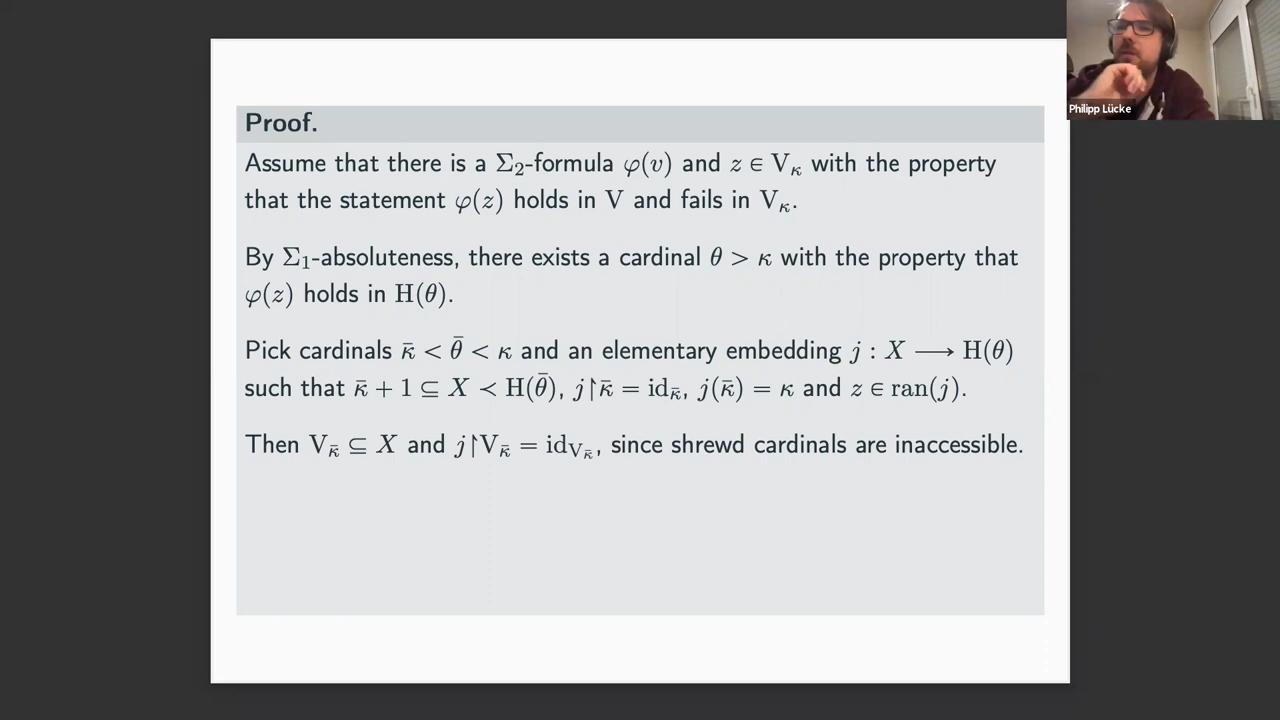 Proof.
Assume that there is a Σ₂-formula φ(v) and z ∈ V_κ with the property
that the statement φ(z) holds in V and fails in V_κ.
By Σ₁-absoluteness, there exists a cardinal θ > κ with the property that
φ(z) holds in H(θ).
Pick cardinals κ̄ < θ̄ < κ and an elementary embedding j : X ⟶ H(θ)
such that κ̄ + 1 ⊆ X ≺ H(θ̄), j↾κ̄ = id_κ̄, j(κ̄) = κ and z ∈ ran(j).
Then V_κ̄ ⊆ X and j↾V_κ̄ = id_{V_κ̄}, since shrewd cardinals are inaccessible.
Philipp Lücke